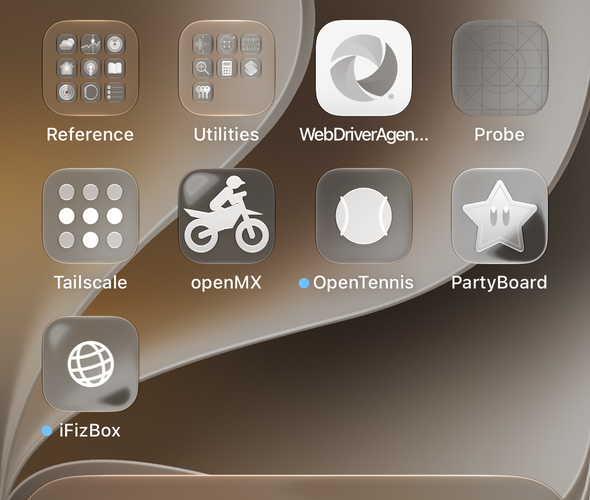 Reference
Utilities
WebDriverAgen...
Probe
Tailscale
openMX
OpenTennis
PartyBoard
iFizBox